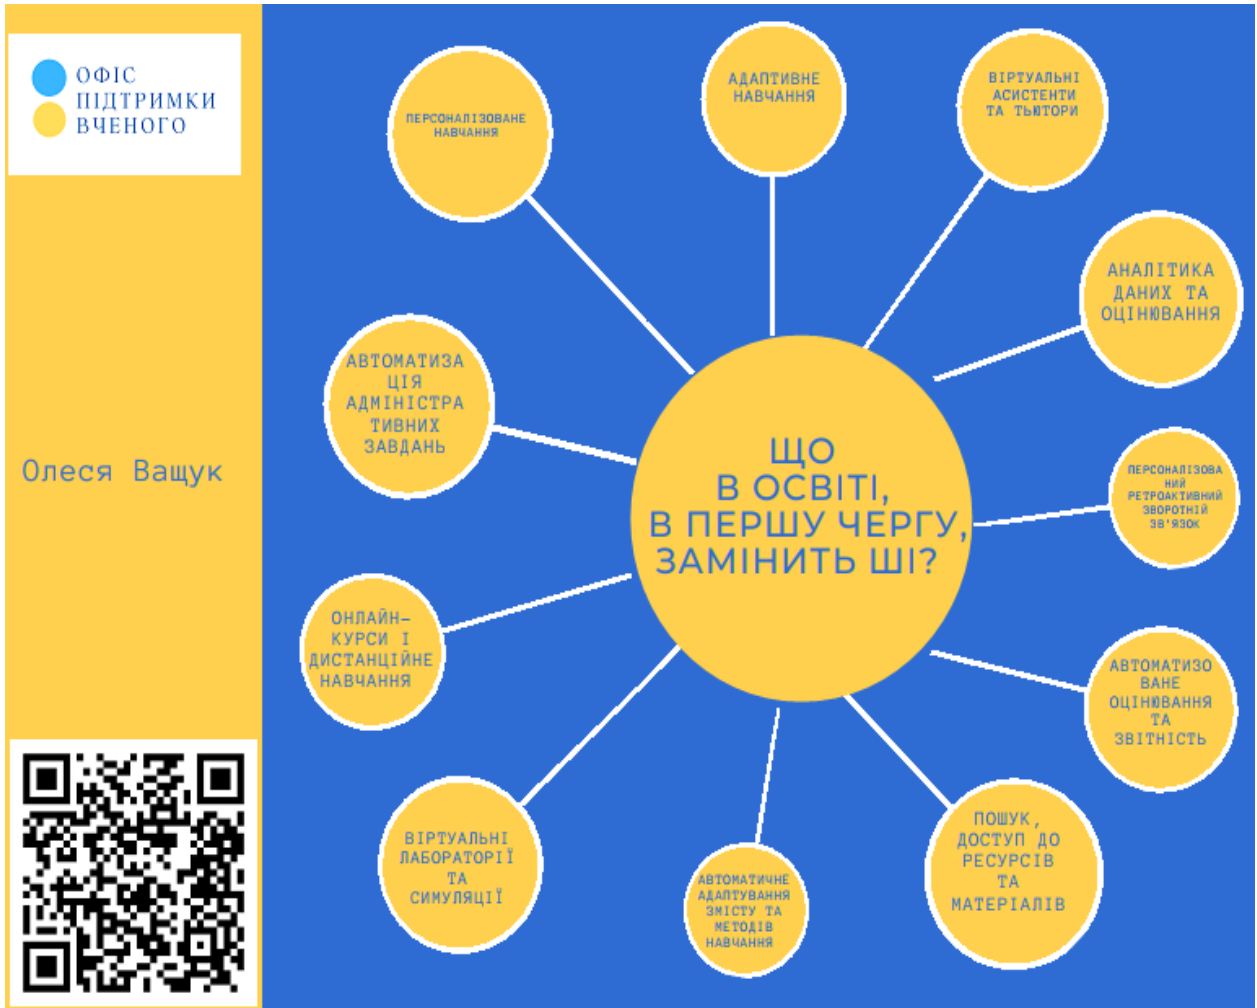 ОФІС
ПІДТРИМКИ
ВЧЕНОГО
Олеся Ващук
ЩО
В ОСВІТІ,
В ПЕРШУ ЧЕРГУ,
ЗАМІНИТЬ ШІ?
ПЕРСОНАЛІЗОВАНЕ
НАВЧАННЯ
АДАПТИВНЕ
НАВЧАННЯ
ВІРТУАЛЬНІ
АСИСТЕНТИ
ТА ТЬЮТОРИ
АНАЛІТИКА
ДАНИХ ТА
ОЦІНЮВАННЯ
ПЕРСОНАЛІЗОВА
НИЙ
РЕТРОАКТИВНИЙ
ЗВОРОТНІЙ
ЗВ'ЯЗОК
АВТОМАТИЗО
ВАНЕ
ОЦІНЮВАННЯ
ТА
ЗВІТНІСТЬ
ПОШУК,
ДОСТУП ДО
РЕСУРСІВ
ТА
МАТЕРІАЛІВ
АВТОМАТИЧНЕ
АДАПТУВАННЯ
ЗМІСТУ ТА
МЕТОДІВ
НАВЧАННЯ
ВІРТУАЛЬНІ
ЛАБОРАТОРІЇ
ТА
СИМУЛЯЦІЇ
ОНЛАЙН–
КУРСИ І
ДИСТАНЦІЙНЕ
НАВЧАННЯ
АВТОМАТИЗА
ЦІЯ
АДМІНІСТРА
ТИВНИХ
ЗАВДАНЬ